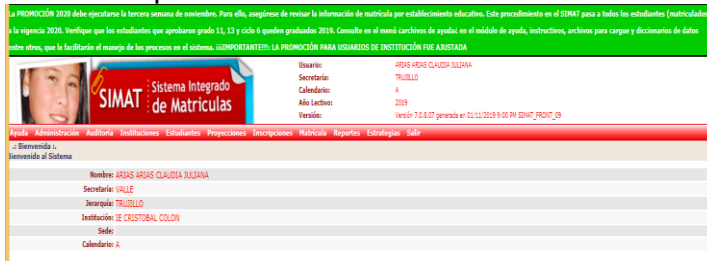 La PROMOCIÓN 2020 debe ejecutarse la tercera semana de noviembre. Para ello, asegúrese de revisar la información de matrícula por establecimiento educativo. Este procedimiento en el SIMAT pasa a todos los estudiantes (matriculados
a la vigencia 2020. Verifique que los estudiantes que aprobaron grado 11, 13 y ciclo 6 queden graduados 2019. Consulte en el menú ¿archivos de ayuda¿ en el módulo de ayuda, instructivos, archivos para cargue y diccionarios de datos
entre otros, que le facilitarán el manejo de los procesos en el sistema. ¡¡¡IMPORTANTE!!!: LA PROMOCIÓN PARA USUARIOS DE INSTITUCIÓN FUE AJUSTADA
SIMAT Sistema Integrado de Matriculas
Usuario: ARIAS ARIAS CLAUDIA JULIANA
Secretaria: TRUJILLO
Calendario: A
Año Lectivo: 2019
Versión: Versión 7.0.8.07 generada en 01/11/2019 9:00 PM SIMAT_FRONT_09
Ayuda Administración Auditoria Instituciones Estudiantes Proyecciones Inscripciones Matrícula Reportes Estrategias Salir
.: Bienvenida :.
Bienvenido al Sistema
Nombre: ARIAS ARIAS CLAUDIA JULIANA
Secretaría: VALLE
Jerarquía: TRUJILLO
Institución: IE CRISTOBAL COLON
Sede:
Calendario: A